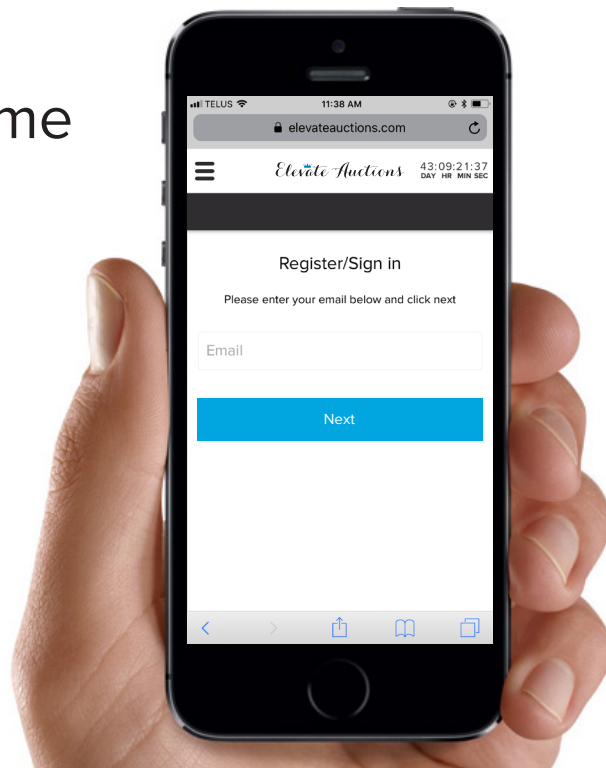 me
TELUS 11:38 AM
elevateauctions.com
Elevate Auctions 43:09:21:37
DAY HR MIN SEC
Register/Sign in
Please enter your email below and click next
Email
Next